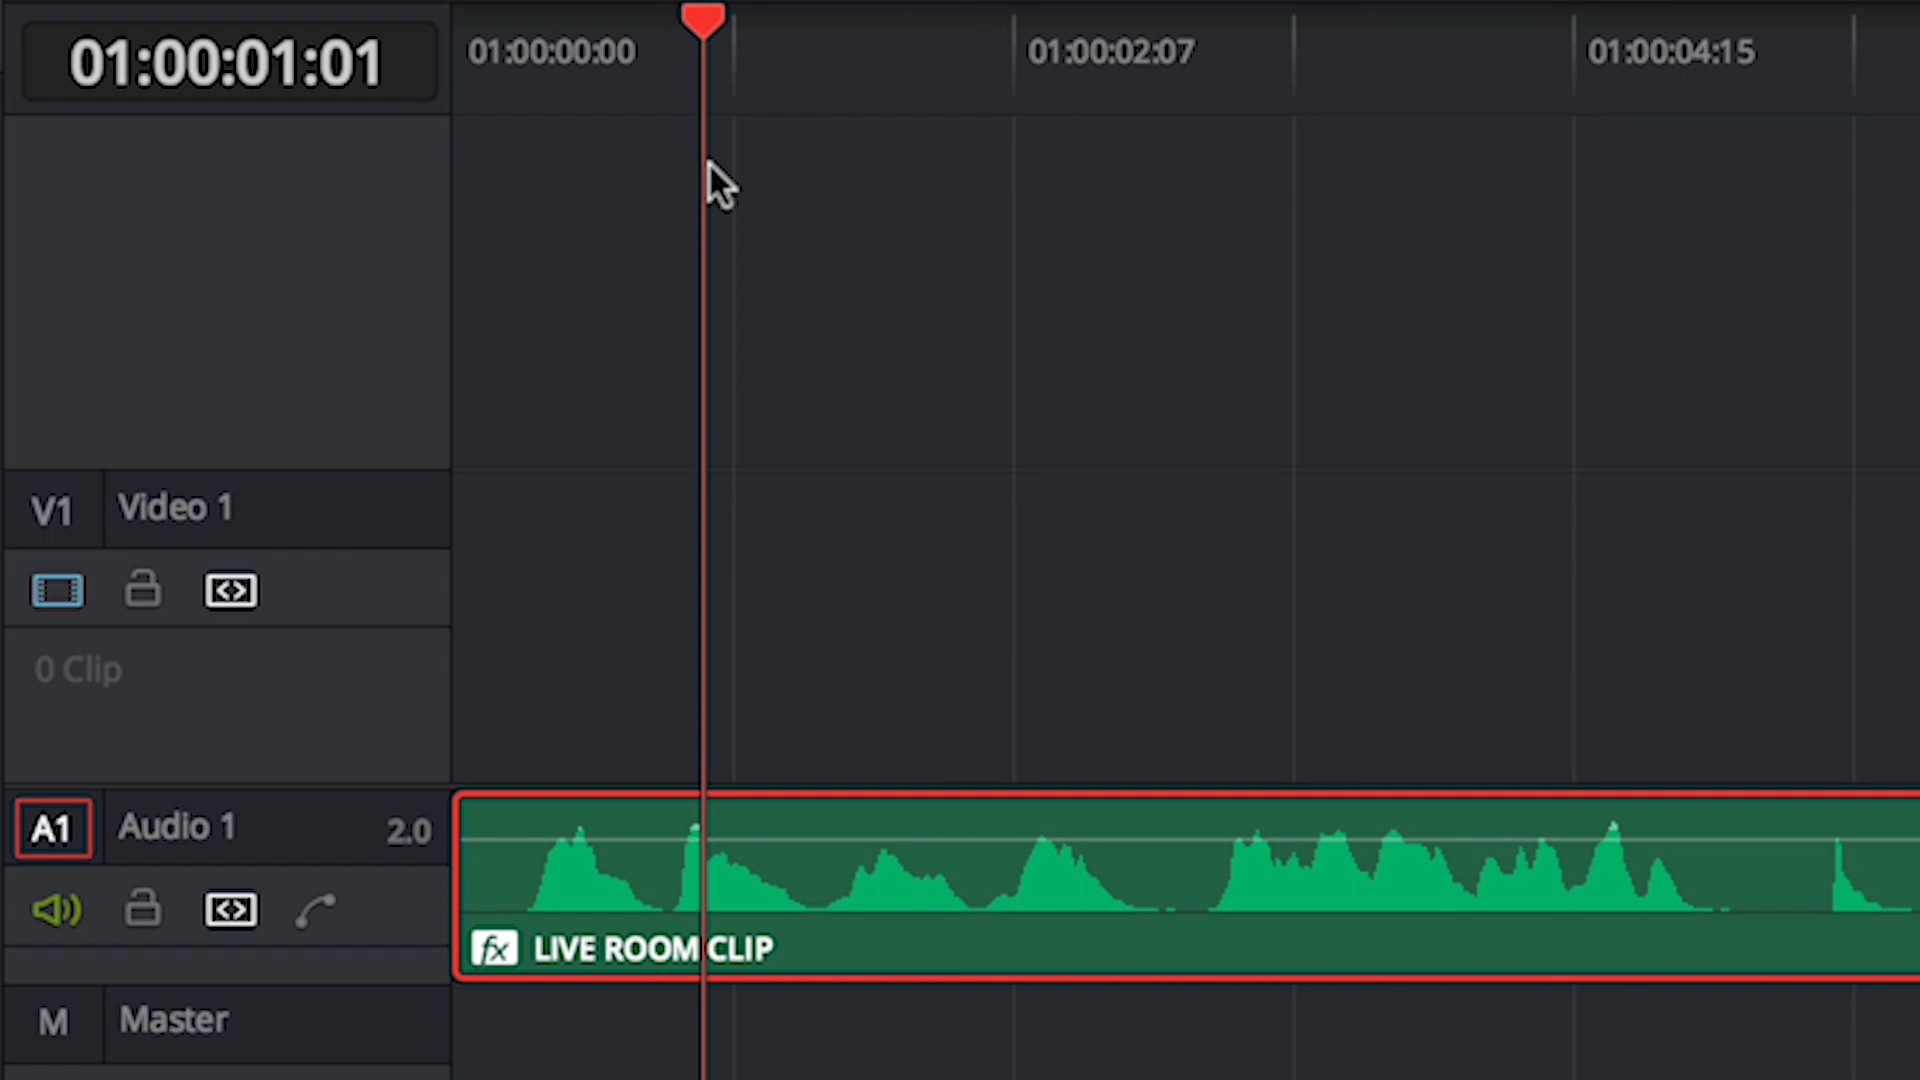 01:00:01:01
01:00:00:00
01:00:02:07
01:00:04:15
V1 Video 1
0 Clip
A1 Audio 1 2.0
fx LIVE ROOM CLIP
M Master